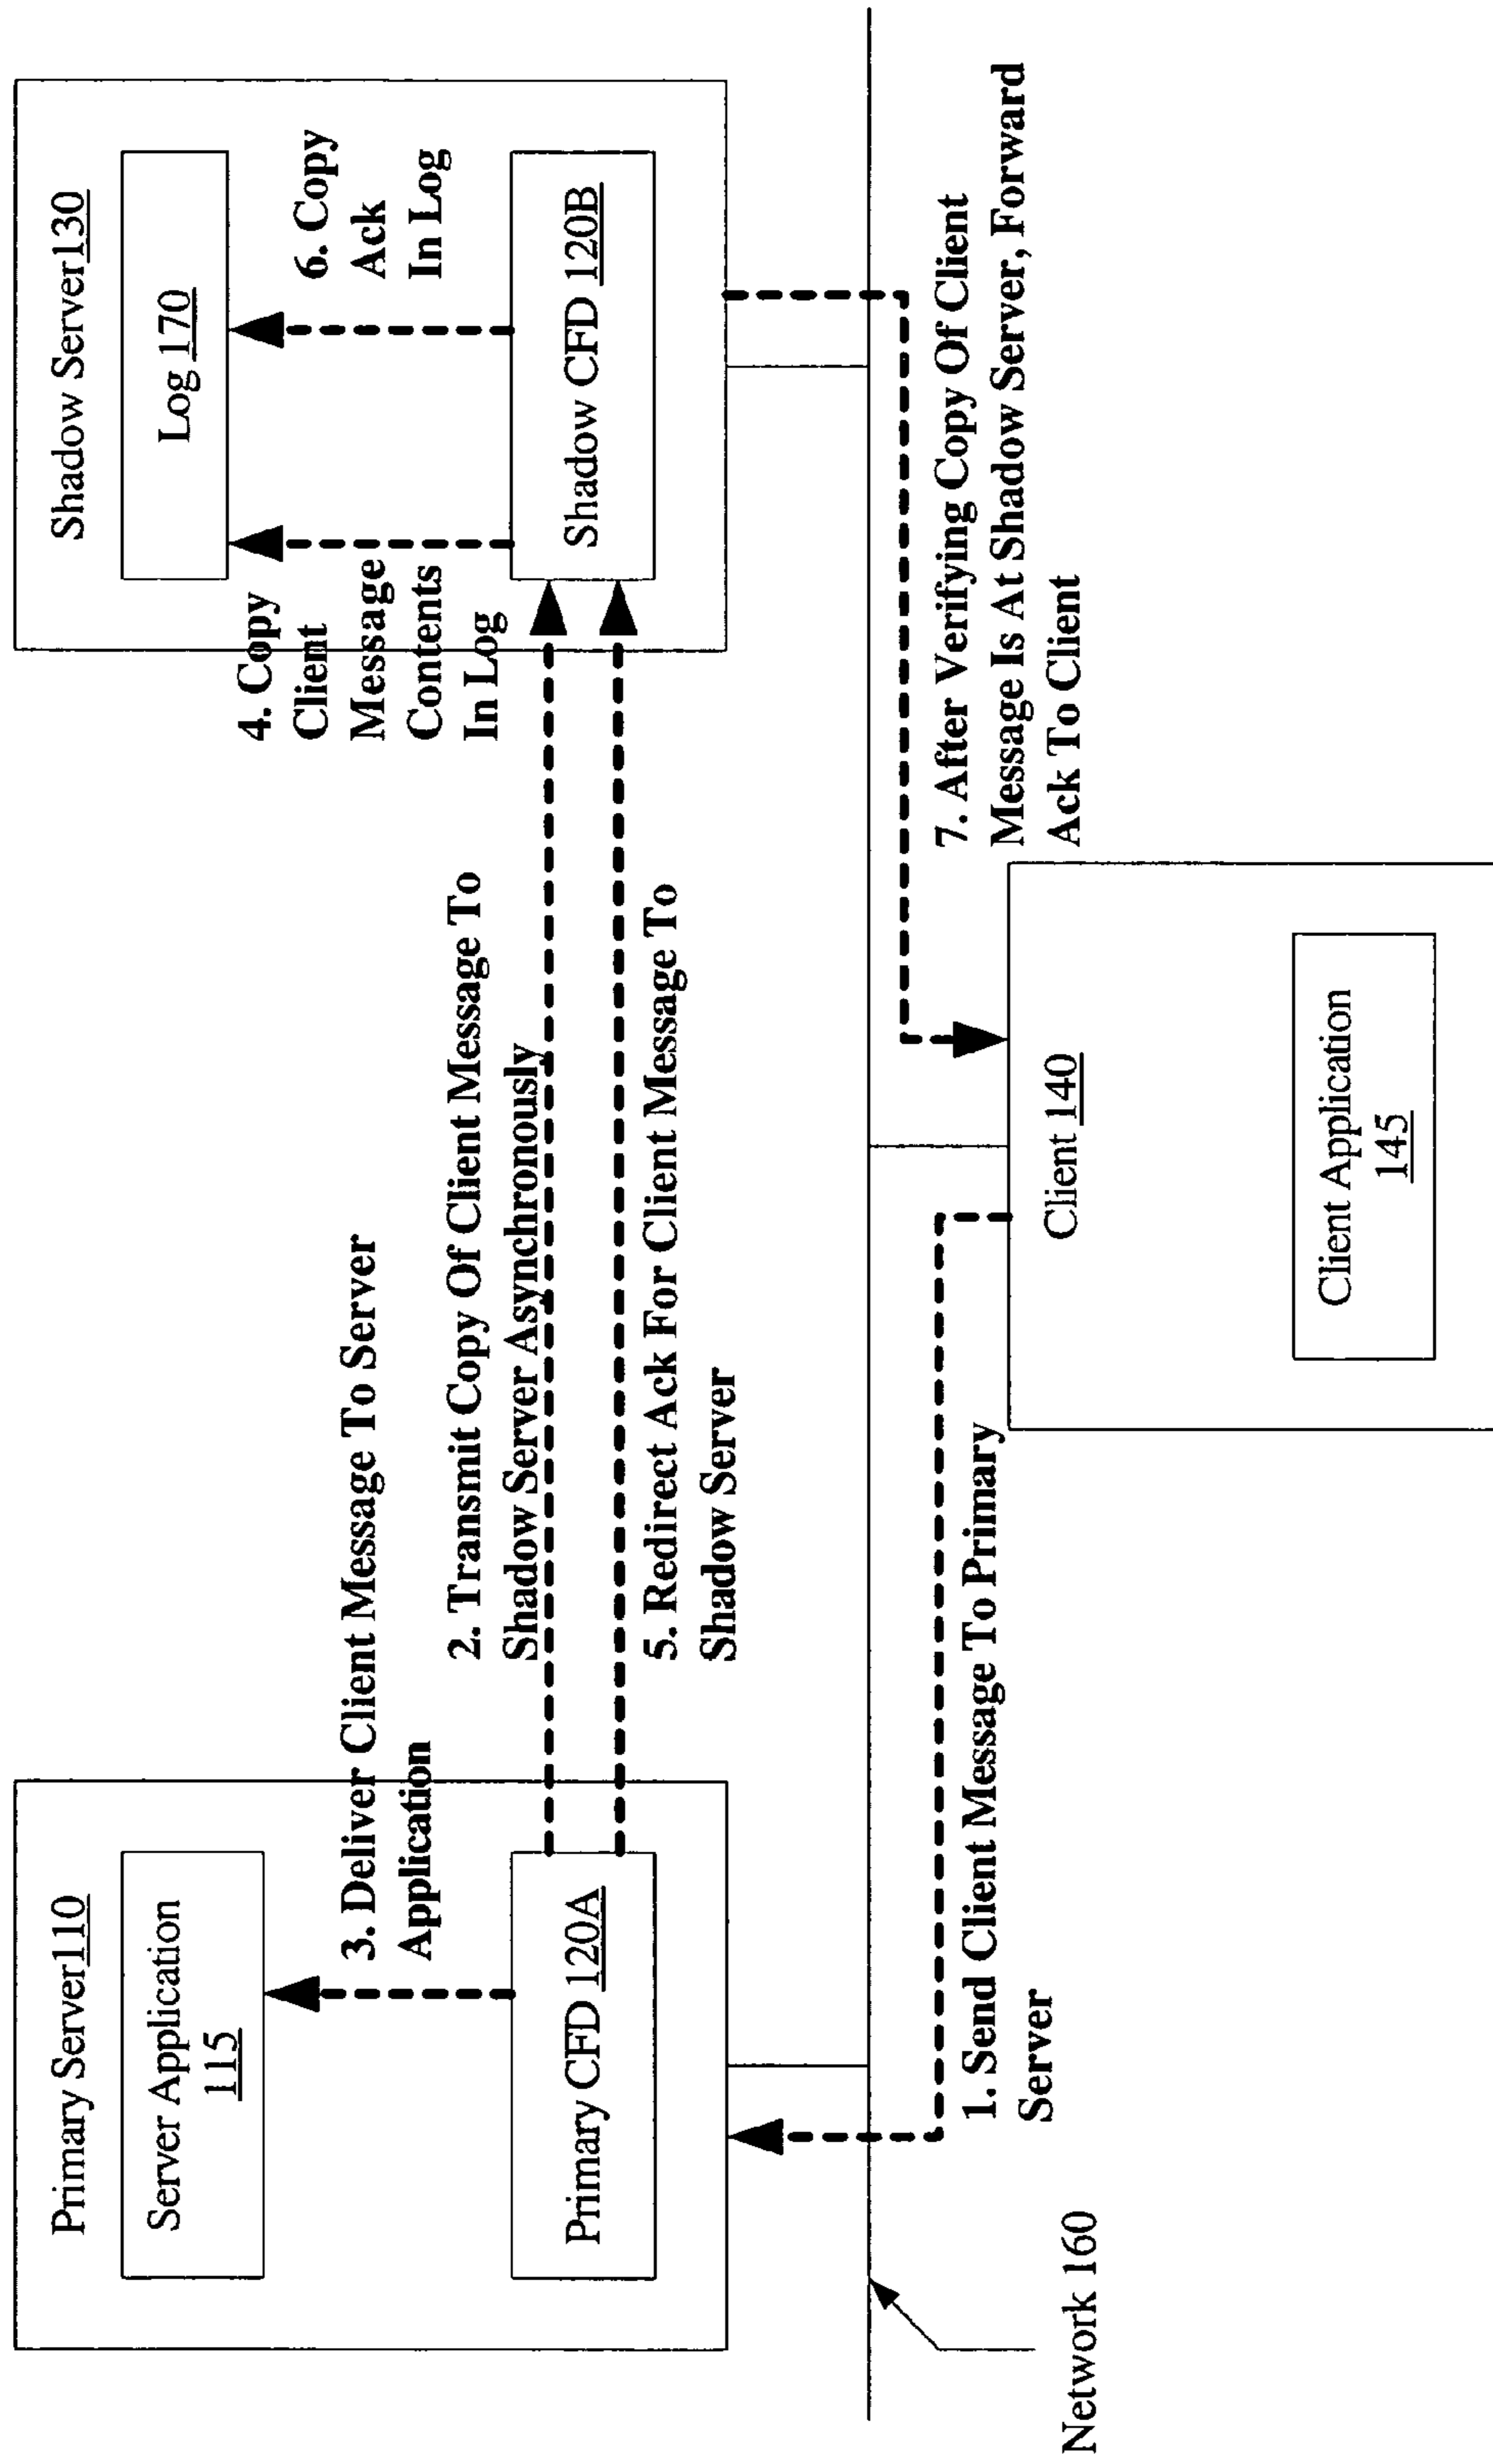 Primary Server110
Server Application
115
3. Deliver Client Message To Server
Application
Primary CFD 120A
2. Transmit Copy Of Client Message To
Shadow Server Asynchronously
5. Redirect Ack For Client Message To
Shadow Server
Shadow Server130
Log 170
4. Copy
Client
Message
Contents
In Log
6. Copy
Ack
In Log
Shadow CFD 120B
1. Send Client Message To Primary
Server
7. After Verifying Copy Of Client
Message Is At Shadow Server, Forward
Ack To Client
Network 160
Client 140
Client Application
145